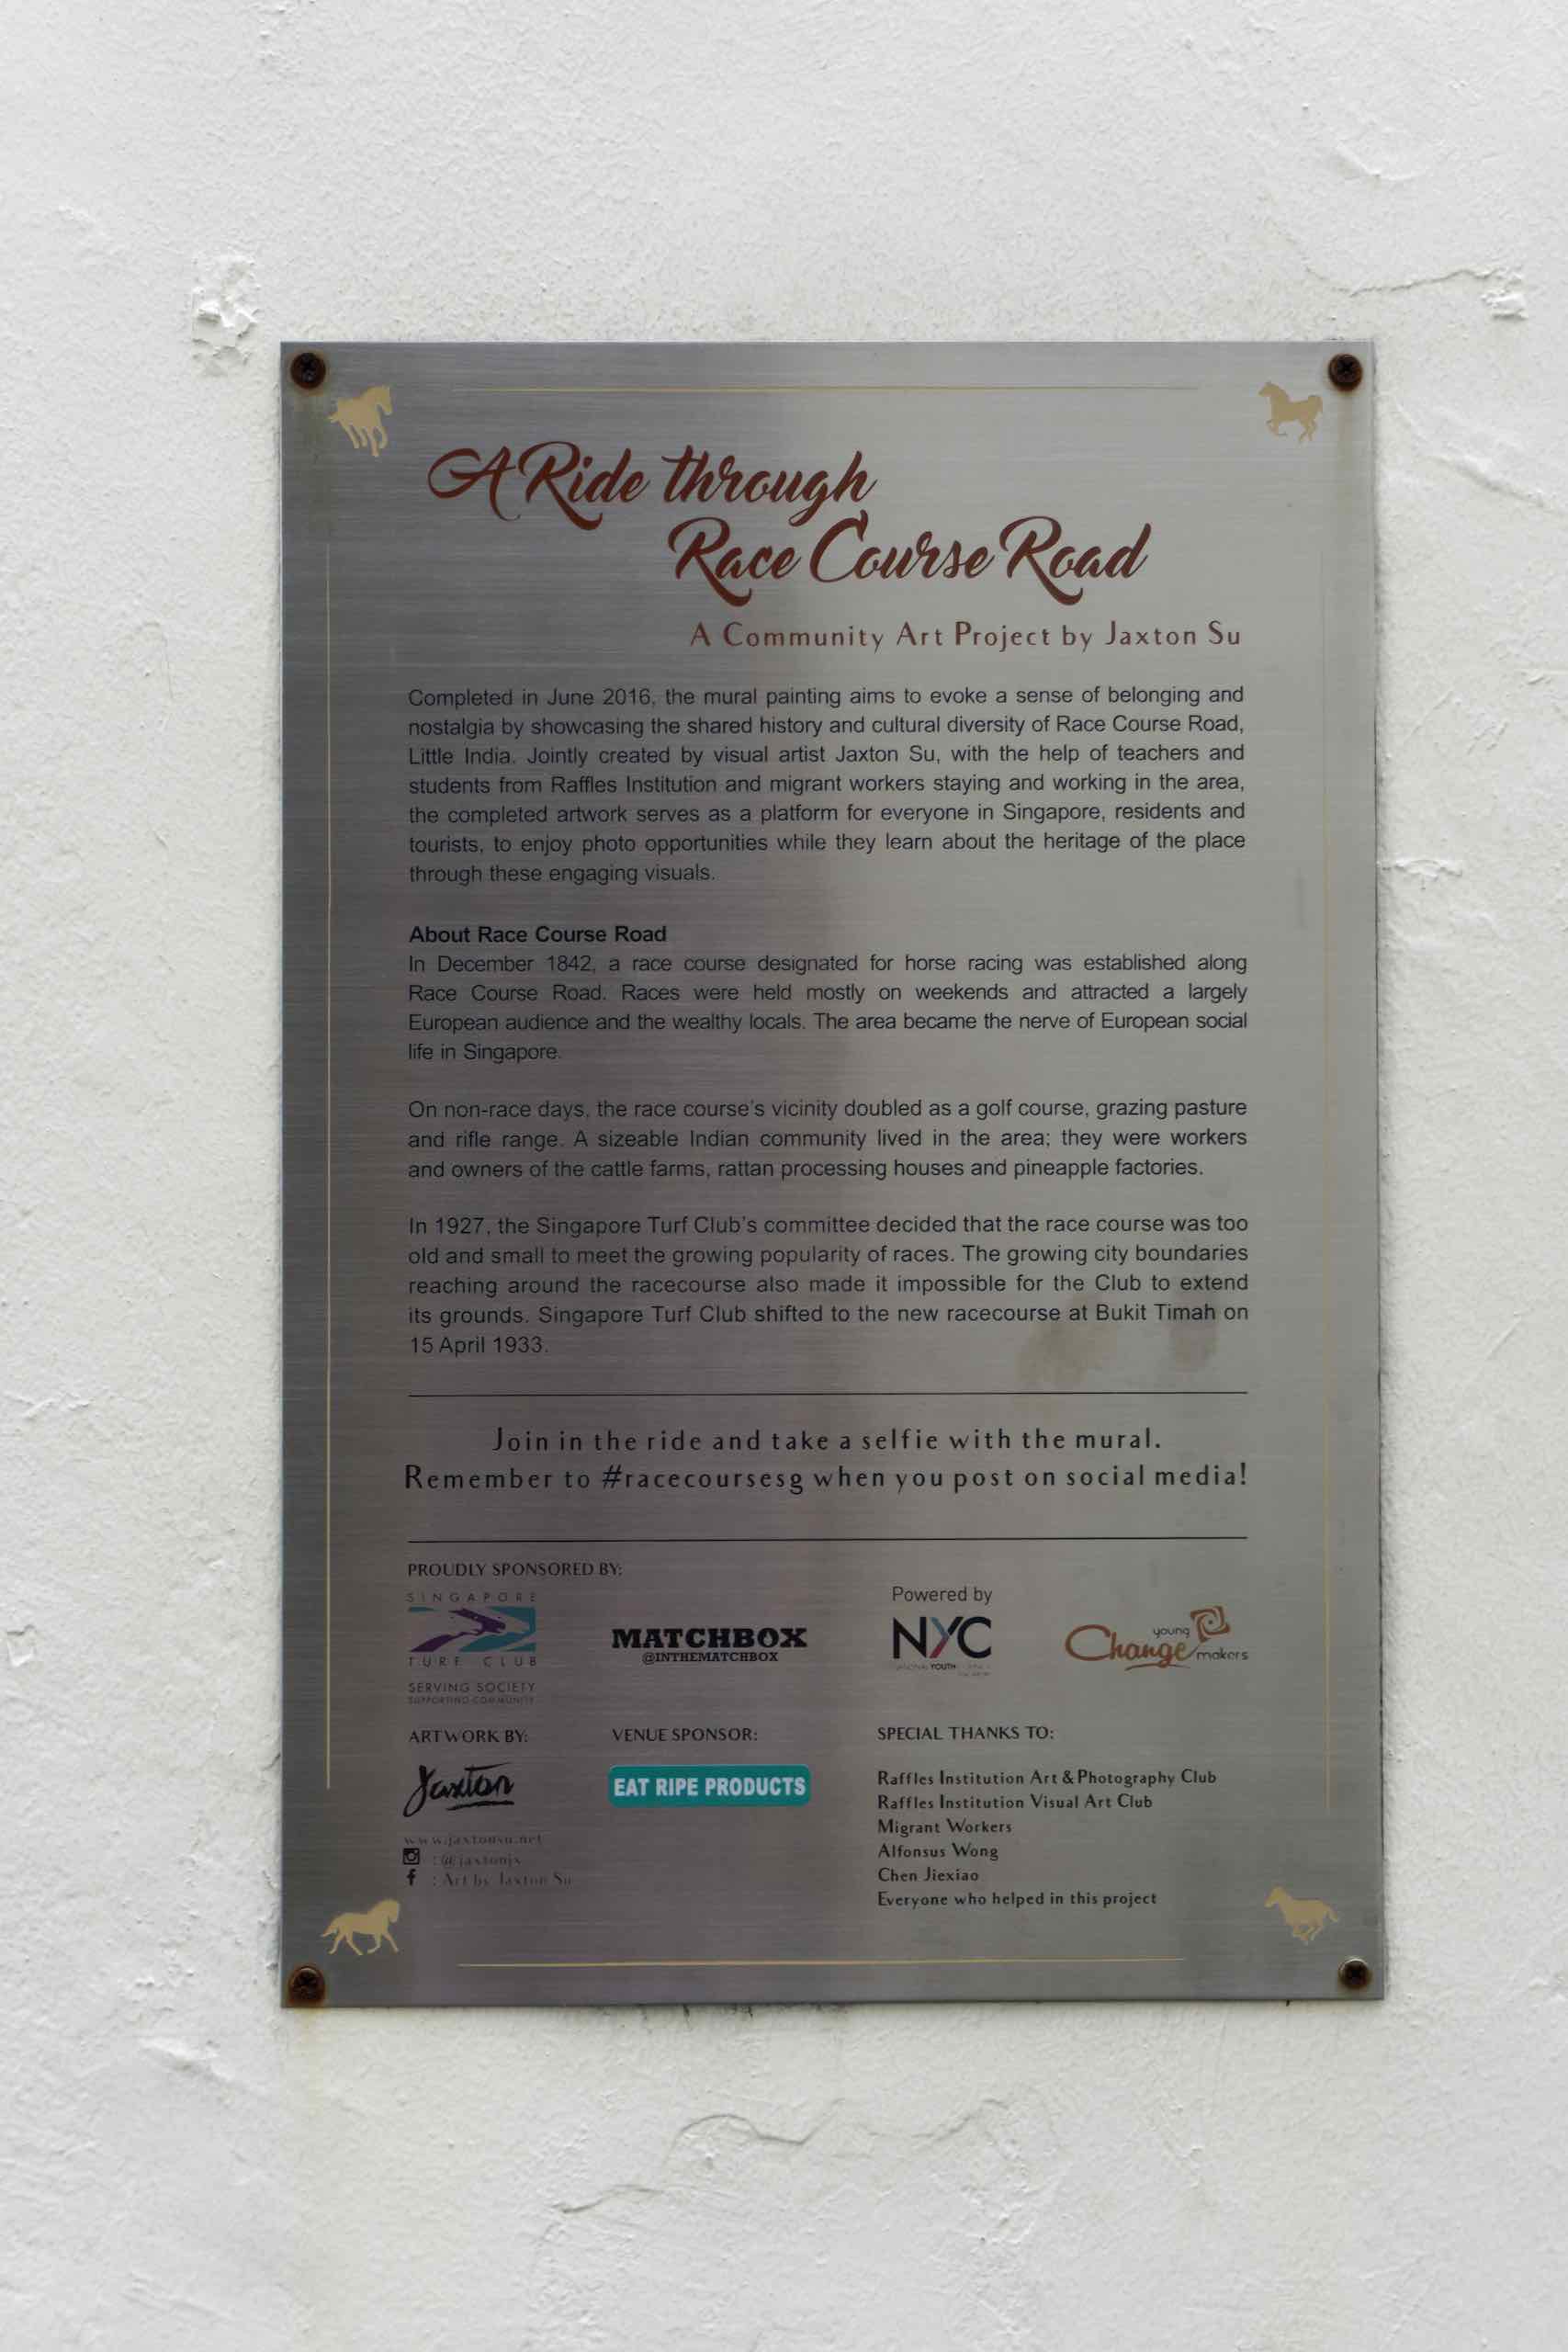 A Ride through
Race Course Road
A Community Art Project by Jaxton Su
Completed in June 2016, the mural painting aims to evoke a sense of belonging and
nostalgia by showcasing the shared history and cultural diversity of Race Course Road,
Little India. Jointly created by visual artist Jaxton Su, with the help of teachers and
students from Raffles Institution and migrant workers staying and working in the area,
the completed artwork serves as a platform for everyone in Singapore, residents and
tourists, to enjoy photo opportunities while they learn about the heritage of the place
through these engaging visuals.
About Race Course Road
In December 1842, a race course designated for horse racing was established along
Race Course Road. Races were held mostly on weekends and attracted a largely
European audience and the wealthy locals. The area became the nerve of European social
life in Singapore.
On non-race days, the race course's vicinity doubled as a golf course, grazing pasture
and rifle range. A sizeable Indian community lived in the area; they were workers
and owners of the cattle farms, rattan processing houses and pineapple factories.
In 1927, the Singapore Turf Club's committee decided that the race course was too
old and small to meet the growing popularity of races. The growing city boundaries
reaching around the racecourse also made it impossible for the Club to extend
its grounds. Singapore Turf Club shifted to the new racecourse at Bukit Timah on
15 April 1933.
Join in the ride and take a selfie with the mural.
Remember to #racecoursesg when you post on social media!
PROUDLY SPONSORED BY:
SINGAPORE
TURF CLUB
SERVING SOCIETY
SUPPORTING COMMUNITY
MATCHBOX
@INTHEMATCHBOX
Powered by
NYC
YOUTH
young
Change makers
ARTWORK BY:
Jaxton
www.jaxtonsu.net
: @jaxtonjx
: Art by Jaxton Su
VENUE SPONSOR:
EAT RIPE PRODUCTS
SPECIAL THANKS TO:
Raffles Institution Art & Photography Club
Raffles Institution Visual Art Club
Migrant Workers
Alfonsus Wong
Chen Jiexiao
Everyone who helped in this project